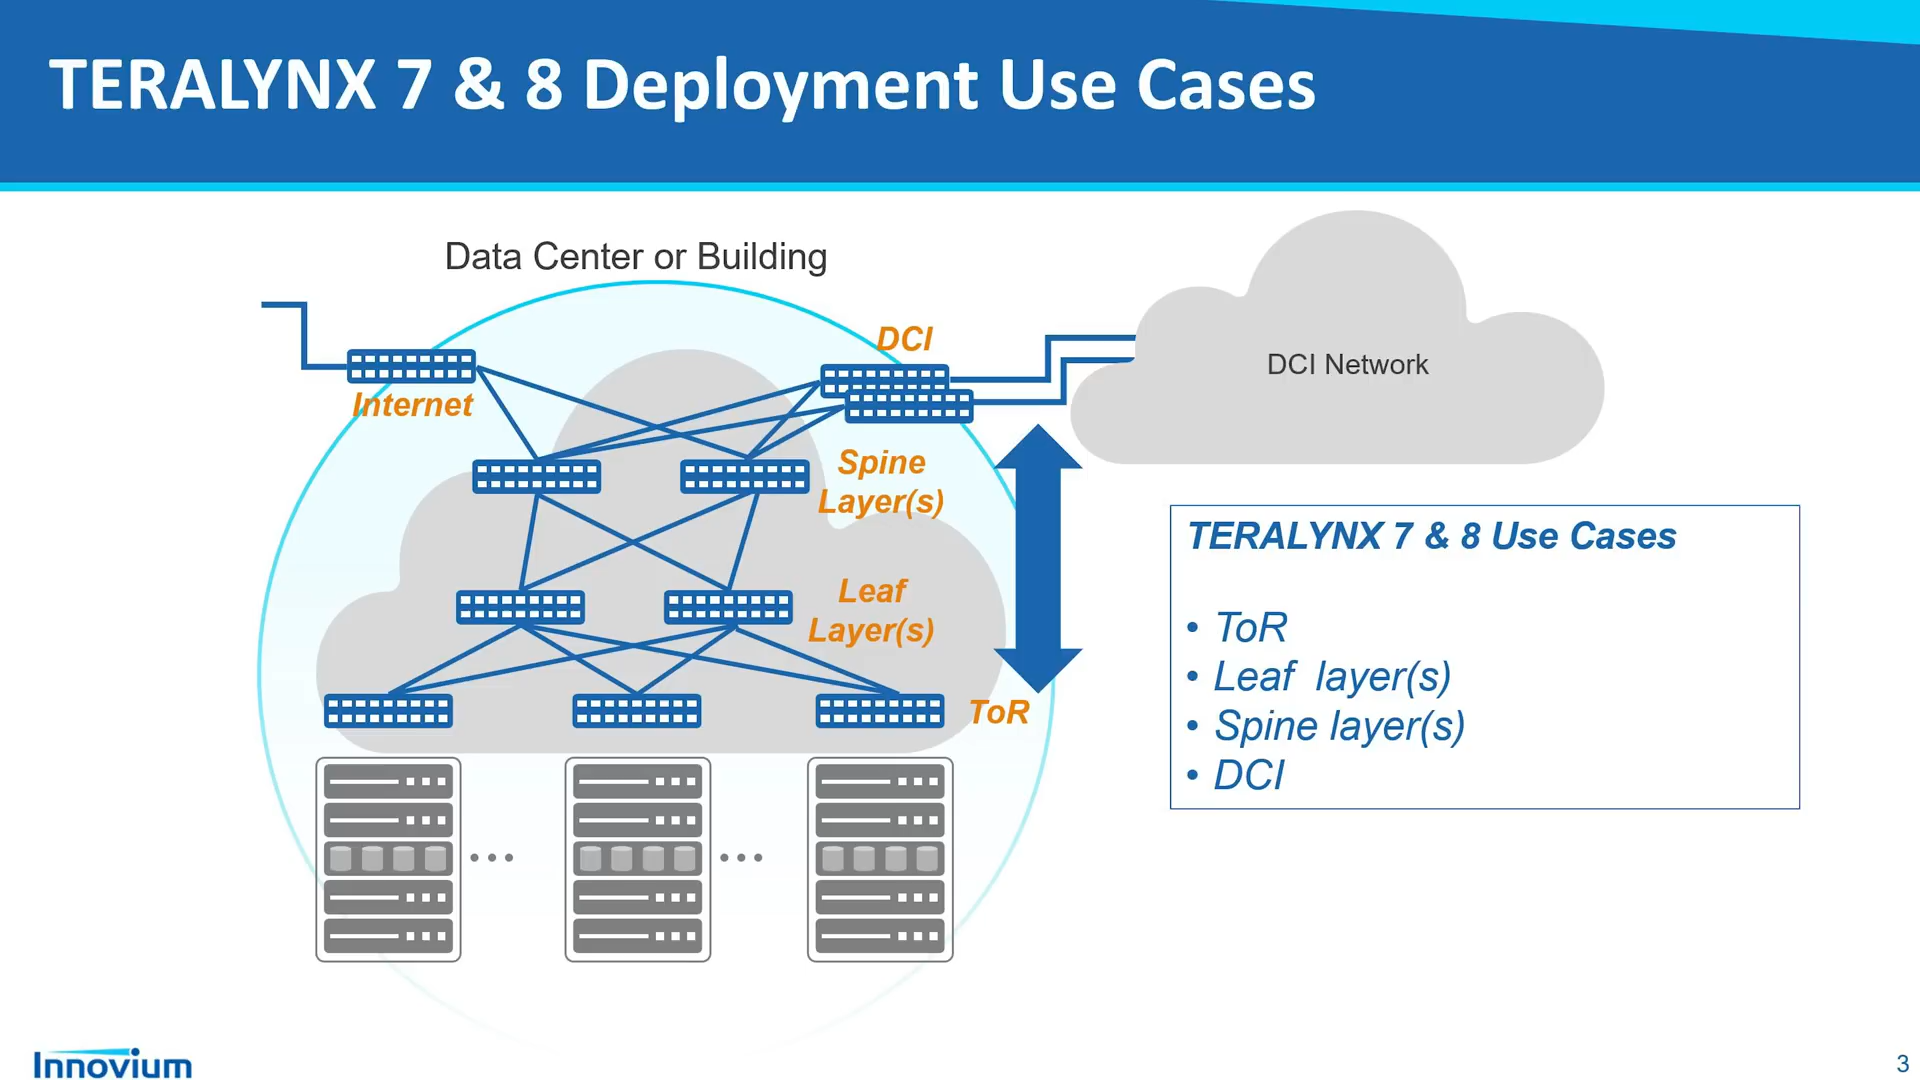 TERALYNX 7 & 8 Deployment Use Cases
Data Center or Building
DCI
Internet
DCI Network
Spine
Layer(s)
Leaf
Layer(s)
ToR
TERALYNX 7 & 8 Use Cases
• ToR
• Leaf layer(s)
• Spine layer(s)
• DCI
Innovium
3